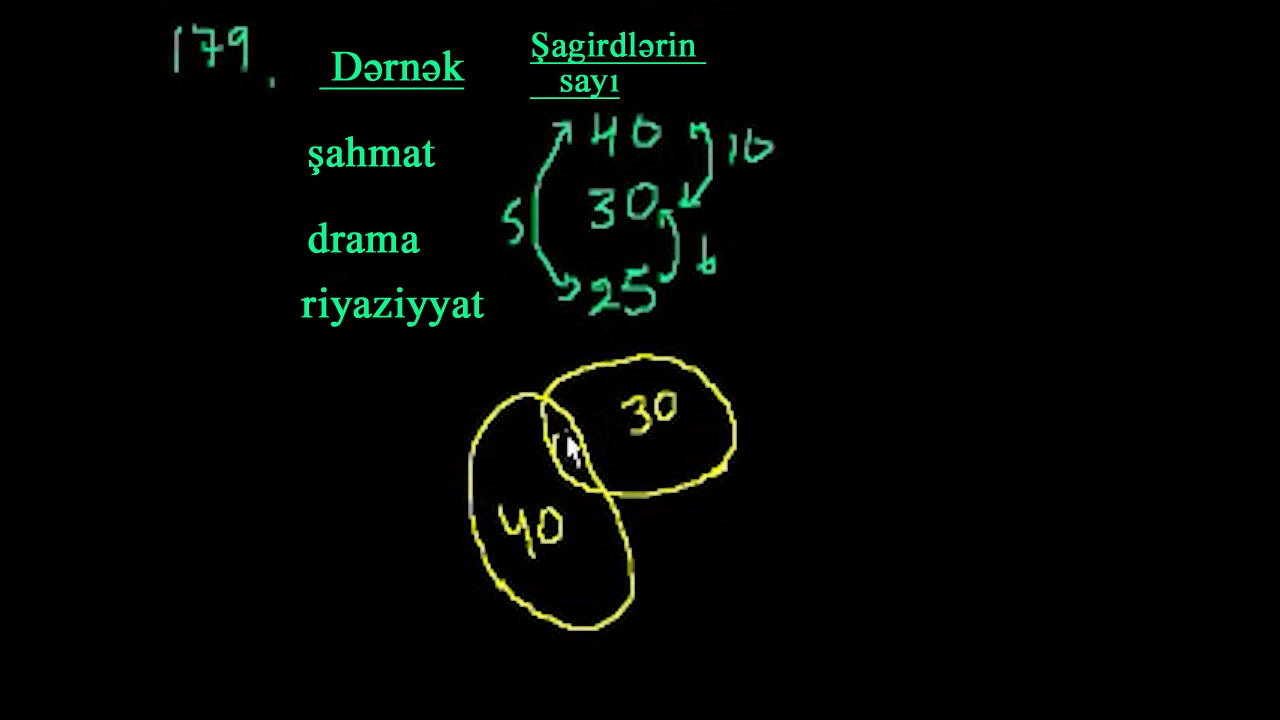 179.
Dərnək
Şagirdlərin
sayı
şahmat
40
10
drama
5
30
6
riyaziyyat
25
30
40